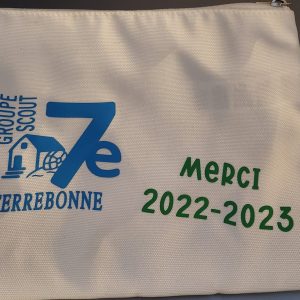 GROUPE
SCOUT
7e
TERREBONNE
MERCI
2022-2023